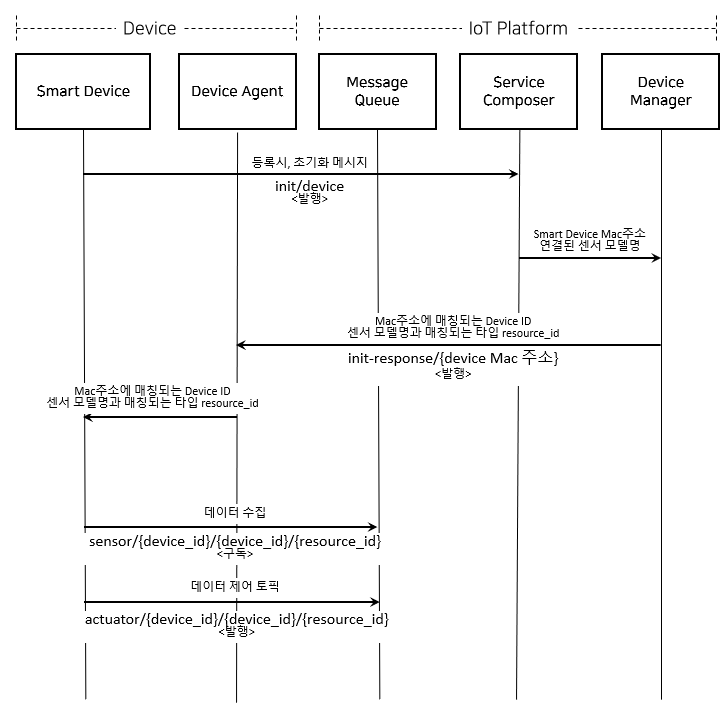 Device
IoT Platform
Smart Device
Device Agent
Message
Queue
Service
Composer
Device
Manager
등록시, 초기화 메시지
init/device
<발행>
Smart Device Mac주소
연결된 센서 모델명
Mac주소에 매칭되는 Device ID
센서 모델명과 매칭되는 타입 resource_id
init-response/{device Mac 주소}
<발행>
Mac주소에 매칭되는 Device ID
센서 모델명과 매칭되는 타입 resource_id
데이터 수집
sensor/{device_id}/{device_id}/{resource_id}
<구독>
데이터 제어 토픽
actuator/{device_id}/{device_id}/{resource_id}
<발행>